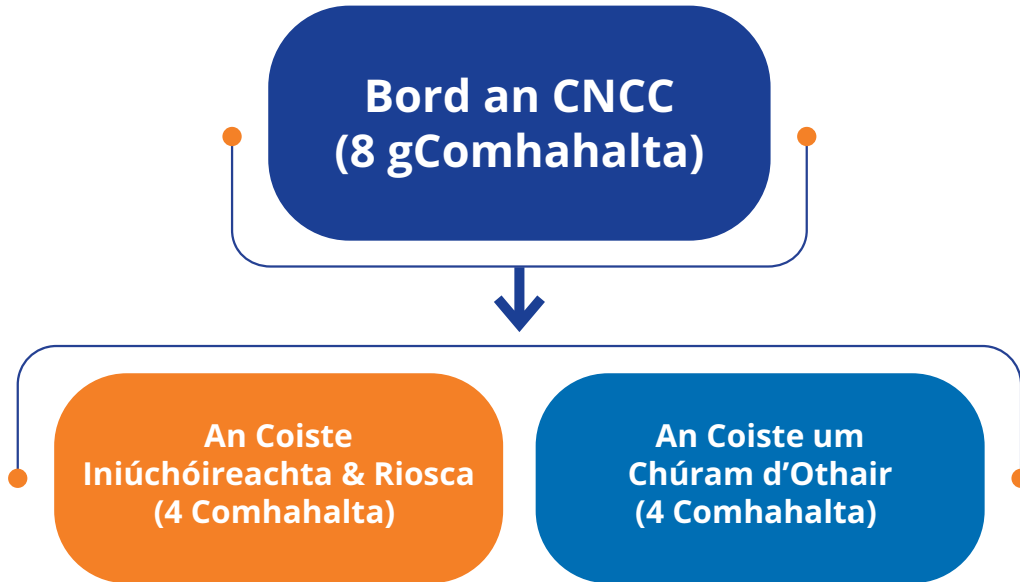 Bord an CNCC
(8 gComhahalta)
An Coiste
Iniúchóireachta & Riosca
(4 Comhahalta)
An Coiste um
Chúram d’Othair
(4 Comhahalta)